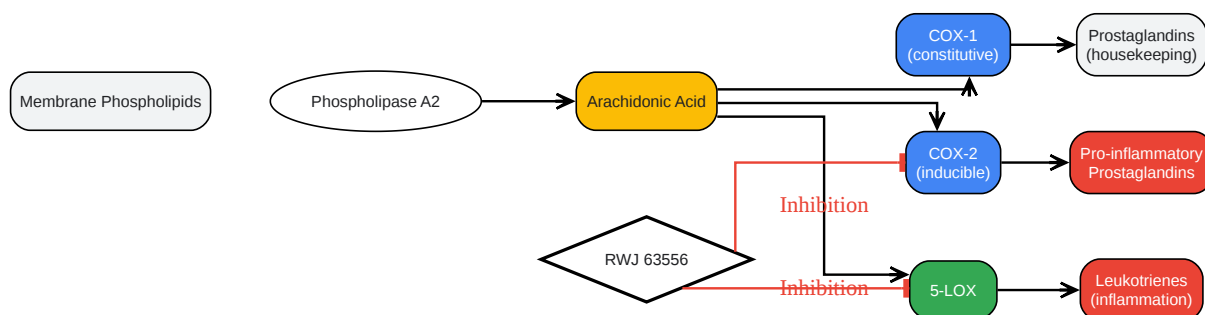 Membrane Phospholipids
Phospholipase A2
Arachidonic Acid
COX-1
(constitutive)
Prostaglandins
(housekeeping)
COX-2
(inducible)
Pro-inflammatory
Prostaglandins
Inhibition
RWJ 63556
Inhibition
5-LOX
Leukotrienes
(inflammation)